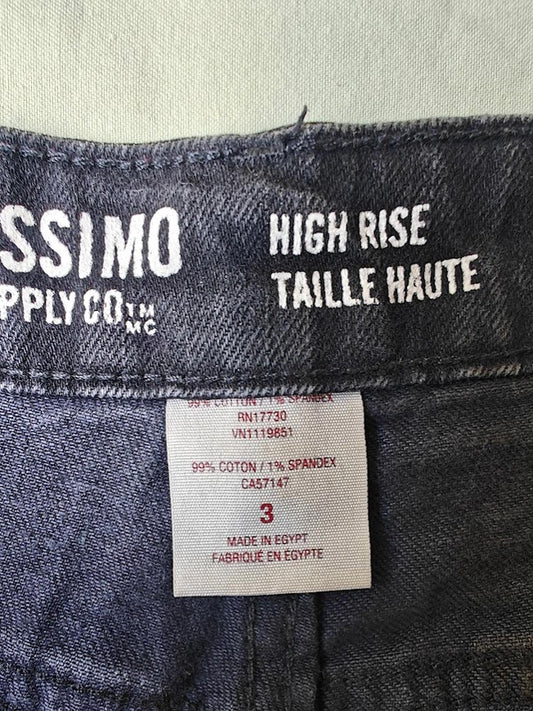 SSIMO
PPLY CO TM MC
HIGH RISE
TAILLE HAUTE
99% COTTON / 1% SPANDEX
RN17730
VN1119851
99% COTON / 1% SPANDEX
CA57147
3
MADE IN EGYPT
FABRIQUÉ EN ÉGYPTE